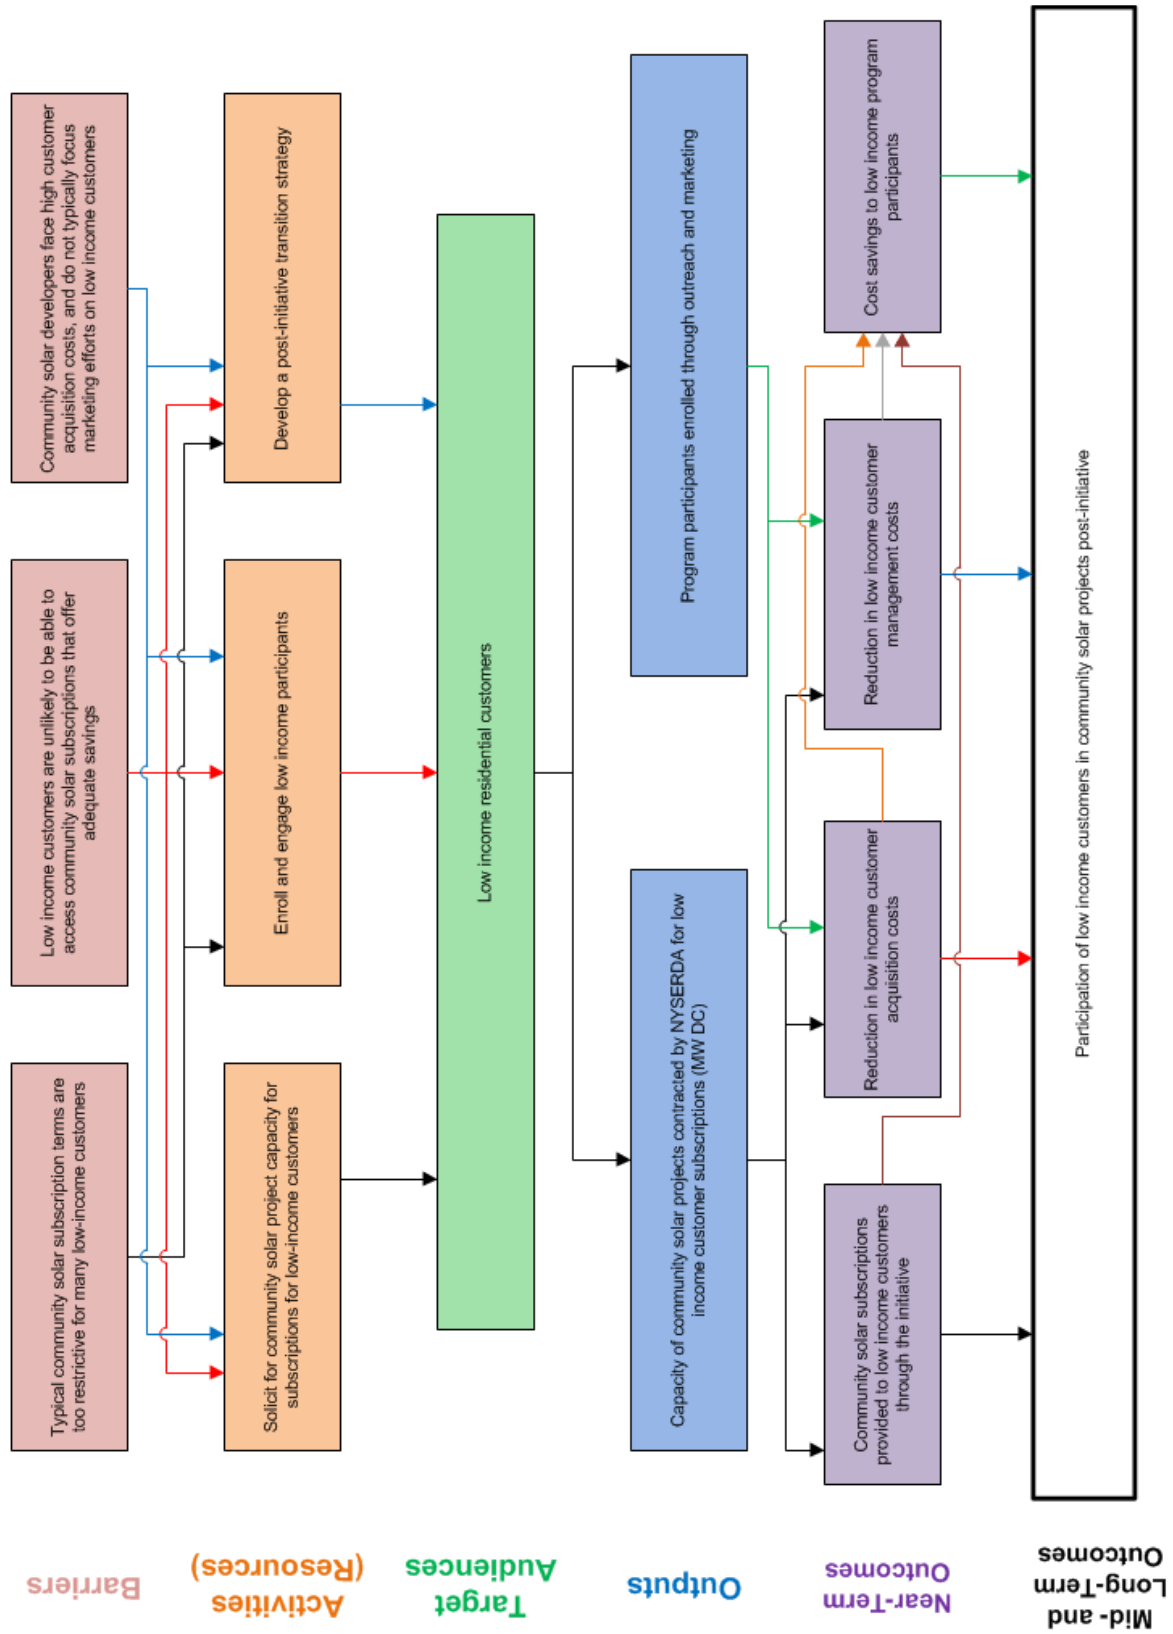 Barriers
Typical community solar subscription terms are
too restrictive for many low-income customers
Low income customers are unlikely to be able to
access community solar subscriptions that offer
adequate savings
Community solar developers face high customer
acquisition costs, and do not typically focus
marketing efforts on low income customers
Activities
(Resources)
Solicit for community solar project capacity for
subscriptions for low-income customers
Enroll and engage low income participants
Develop a post-initiative transition strategy
Target
Audiences
Low income residential customers
Outputs
Capacity of community solar projects contracted by NYSERDA for low
income customer subscriptions (MW DC)
Program participants enrolled through outreach and marketing
Near-Term
Outcomes
Community solar subscriptions
provided to low income customers
through the initiative
Reduction in low income customer
acquisition costs
Reduction in low income customer
management costs
Cost savings to low income program
participants
Mid- and
Long-Term
Outcomes
Participation of low income customers in community solar projects post-initiative